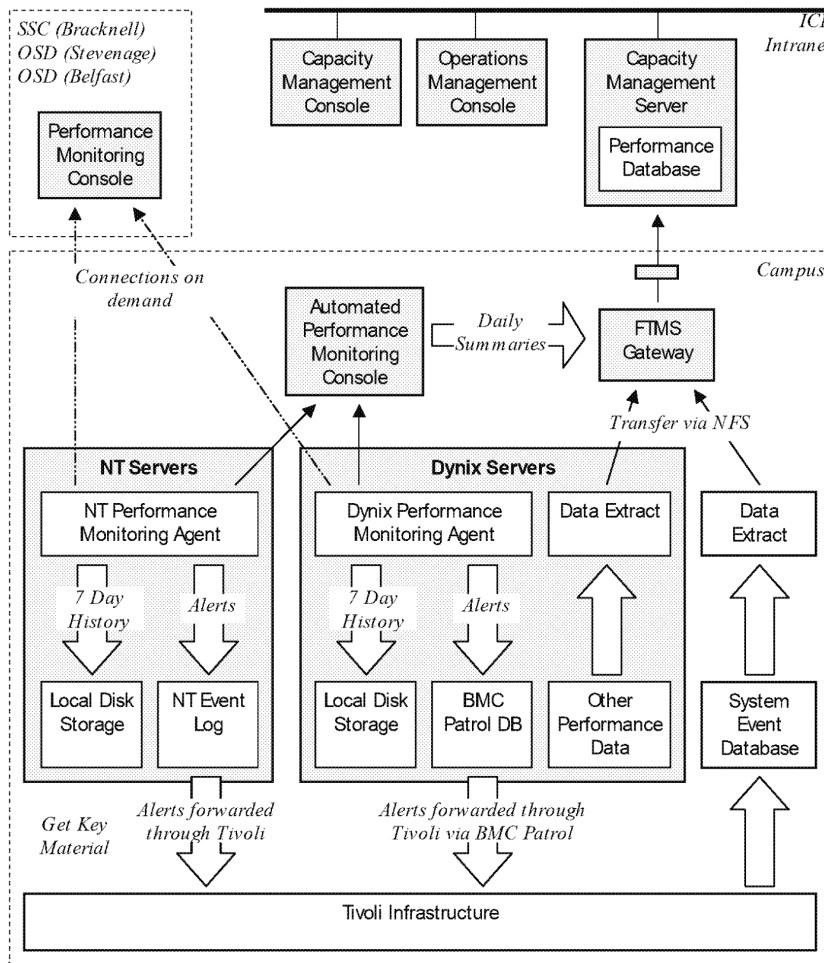 SSC (Bracknell)
OSD (Stevenage)
OSD (Belfast)
Performance
Monitoring
Console
Capacity
Management
Console
Operations
Management
Console
Capacity
Management
Server
Performance
Database
Intrane
Campus
Connections on
demand
Automated
Performance
Monitoring
Console
Daily
Summaries
FTMS
Gateway
Transfer via NFS
NT Servers
NT Performance
Monitoring Agent
7 Day
History
Alerts
Local Disk
Storage
NT Event
Log
Dynix Servers
Dynix Performance
Monitoring Agent
7 Day
History
Alerts
Local Disk
Storage
BMC
Patrol DB
Data Extract
Other
Performance
Data
Data
Extract
System
Event
Database
Get Key
Material
Alerts forwarded
through Tivoli
Alerts forwarded through
Tivoli via BMC Patrol
Tivoli Infrastructure